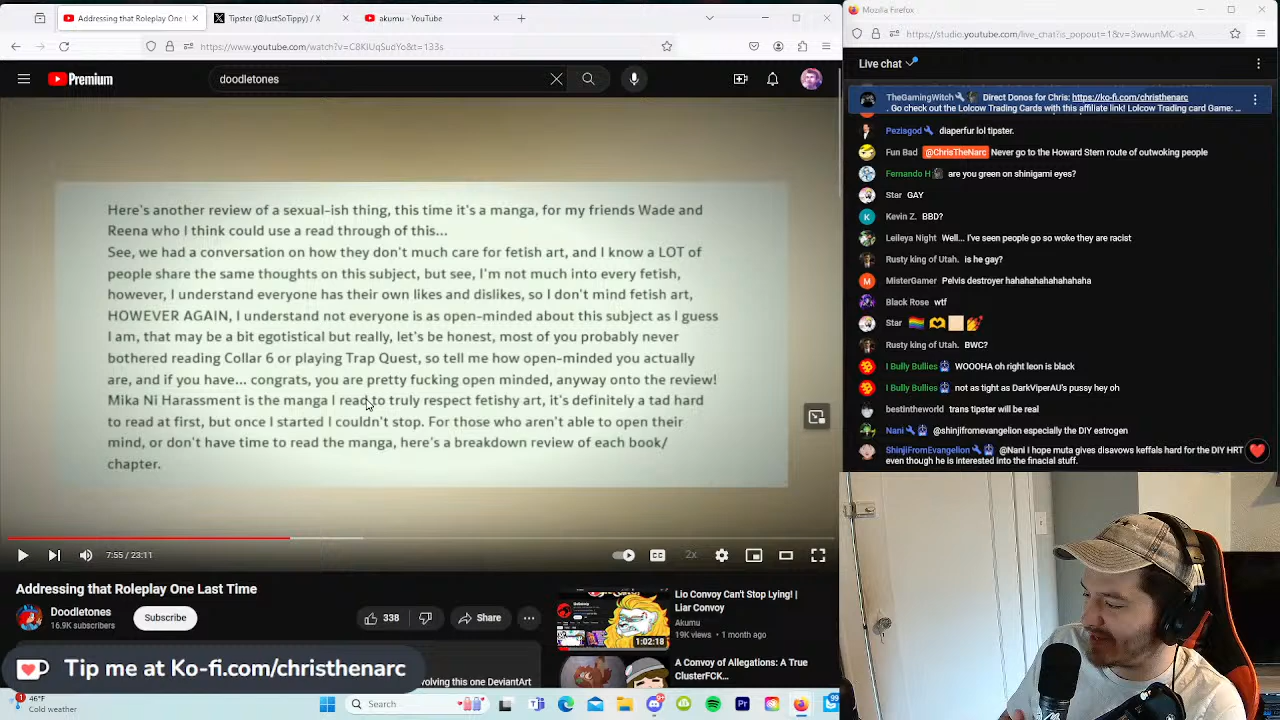 Addressing that Roleplay One
Tipster (@JustSoTippy) / X
akumu - YouTube
Mozilla Firefox
https://www.youtube.com/watch?v=C8KlUqSudYo&t=133s
https://studio.youtube.com/live_chat?is_popout=1&v=3wwunMC-s2A
Premium
doodletones
Live chat
TheGamingWitch Direct Donos for Chris: https://ko-fi.com/christhenarc
. Go check out the Lolcow Trading Cards with this affiliate link! Lolcow Trading card Game: ...
Pezisgod diaperful lol tipster.
Fun Bad @ChrisTheNarc Never go to the Howard Stern route of outwoking people
Fernando H are you green on shinigami eyes?
Star GAY
Kevin Z. BBD?
Leileya Night Well... I've seen people go so woke they are racist
Rusty king of Utah. is he gay?
MisterGamer Pelvis destroyer hahahahahahahaha
Black Rose wtf
Star
Rusty king of Utah. BWC?
I Bully Bullies WOOOHA oh right leon is black
I Bully Bullies not as tight as DarkViperAU's pussey oh
bestintheworld trans tipster will be real
Nani @shinjifromevangelion especially the DIY estrogen
ShinjiFromEvangelion @Nani I hope muta gives disavows keffals hard for the DIY HRT
even though he is interested into the finacial stuff.
Here's another review of a sexual-ish thing, this time it's a manga, for my friends Wade and
Reena who I think could use a read through of this...
See, we had a conversation on how they don't much care for fetish art, and I know a LOT of
people share the same thoughts on this subject, but see, I'm not much into every fetish,
however, I understand everyone has their own likes and dislikes, so I don't mind fetish art,
HOWEVER AGAIN, I understand not everyone is as open-minded about this subject as I guess
I am, that may be a bit egotistical but really, let's be honest, most of you probably never
bothered reading Collar 6 or playing Trap Quest, so tell me how open-minded you actually
are, and if you have... congrats, you are pretty fucking open minded, anyway onto the review!
Mika NI Harassment is the manga I read to truly respect fetishy art, it's definitely a tad hard
to read at first, but once I started I couldn't stop. For those who aren't able to open their
mind, or don't have time to read the manga, here's a breakdown review of each book/
chapter.
7:55 / 23:11
CC
2x
Addressing that Roleplay One Last Time
Doodletones
16.9K subscribers
Subscribe
338
Share
Lio Convoy Can't Stop Lying! |
Liar Convoy
Akumu
19K views • 1 month ago
1:02:18
A Convoy of Allegations: A True
ClusterFCK...
Tip me at Ko-fi.com/christhenarc
volving this one DeviantArt
46°F
Cold weather
Search